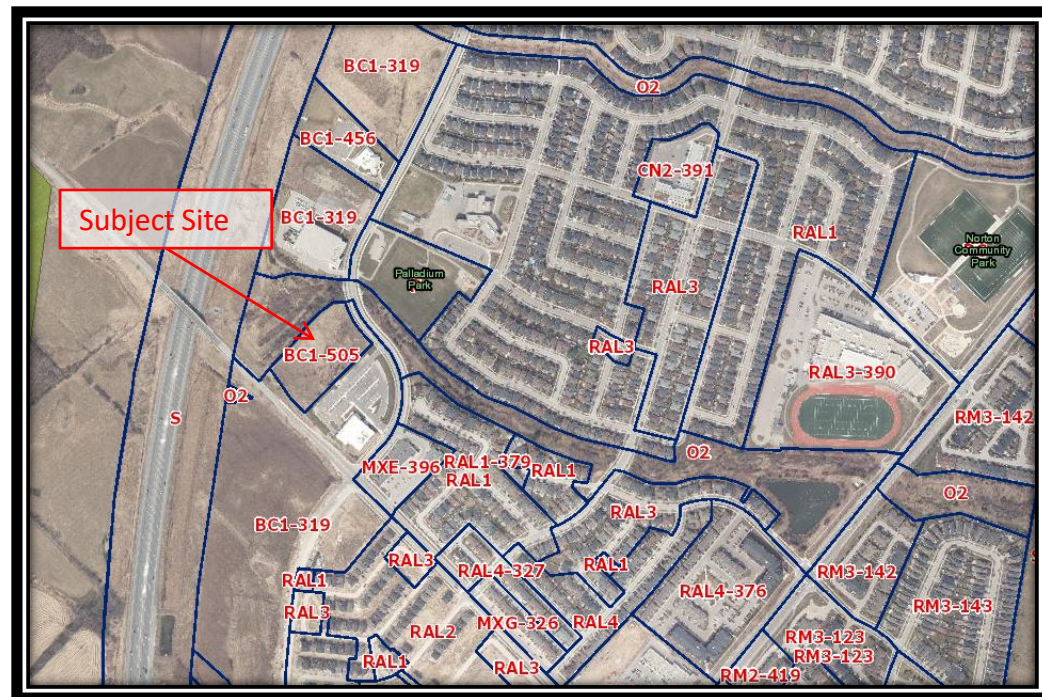 BC1-319
O2
BC1-456
CN2-391
Subject Site
BC1-319
RAL1
Norton
Community
Park
Palladium
Park
RAL3
RAL3
BC1-505
RAL3-390
O2
S
RM3-142
MXE-396
RAL1-379
RAL1
RAL1
O2
O2
BC1-319
RAL3
RAL3
RAL4-327
RAL1
RM3-142
RAL1
RAL3
RAL4-376
RM3-143
MXG-326
RAL4
RAL2
RM3-123
RM3-123
RAL1
RAL3
RM2-419